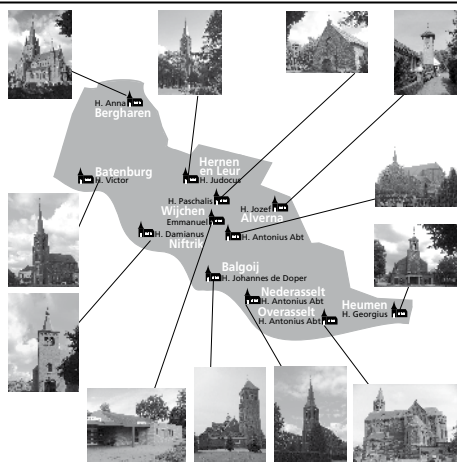 H. Anna
Bergharen
Batenburg
H. Victor
Hernen
en Leur
H. Judocus
H. Paschalis
Wijchen
Emmanuel
H. Jozef
Alverna
H. Damianus
Niftrik
H. Antonius Abt
Balgoij
H. Johannes de Doper
Nederasselt
H. Antonius Abt
Overasselt
H. Antonius Abt
Heumen
H. Georgius